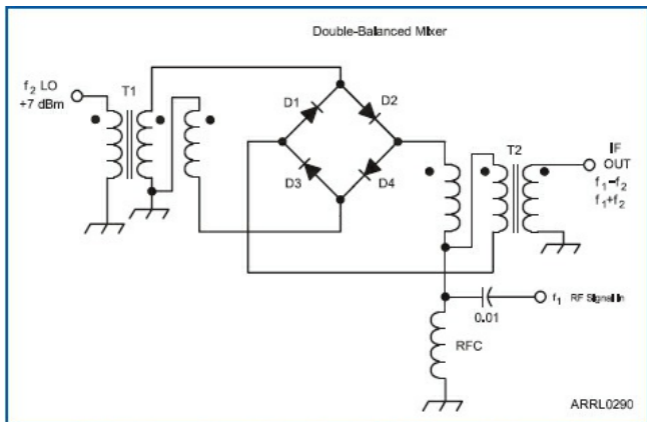 Double-Balanced Mixer
f₂ LO
+7 dBm
T1
D1
D2
D3
D4
T2
IF
OUT
f₁–f₂
f₁+f₂
0.01
f₁ RF Signal In
RFC
ARRL0290